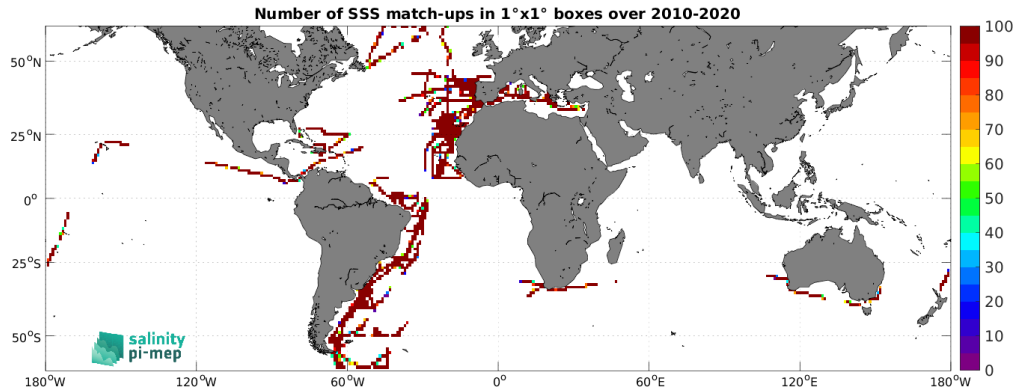 Number of SSS match-ups in 1°x1° boxes over 2010-2020
50°N
25°N
0°
25°S
50°S
180°W
120°W
60°W
0°
60°E
120°E
180°W
100
90
80
70
60
50
40
30
20
10
0
salinity
pi-mep